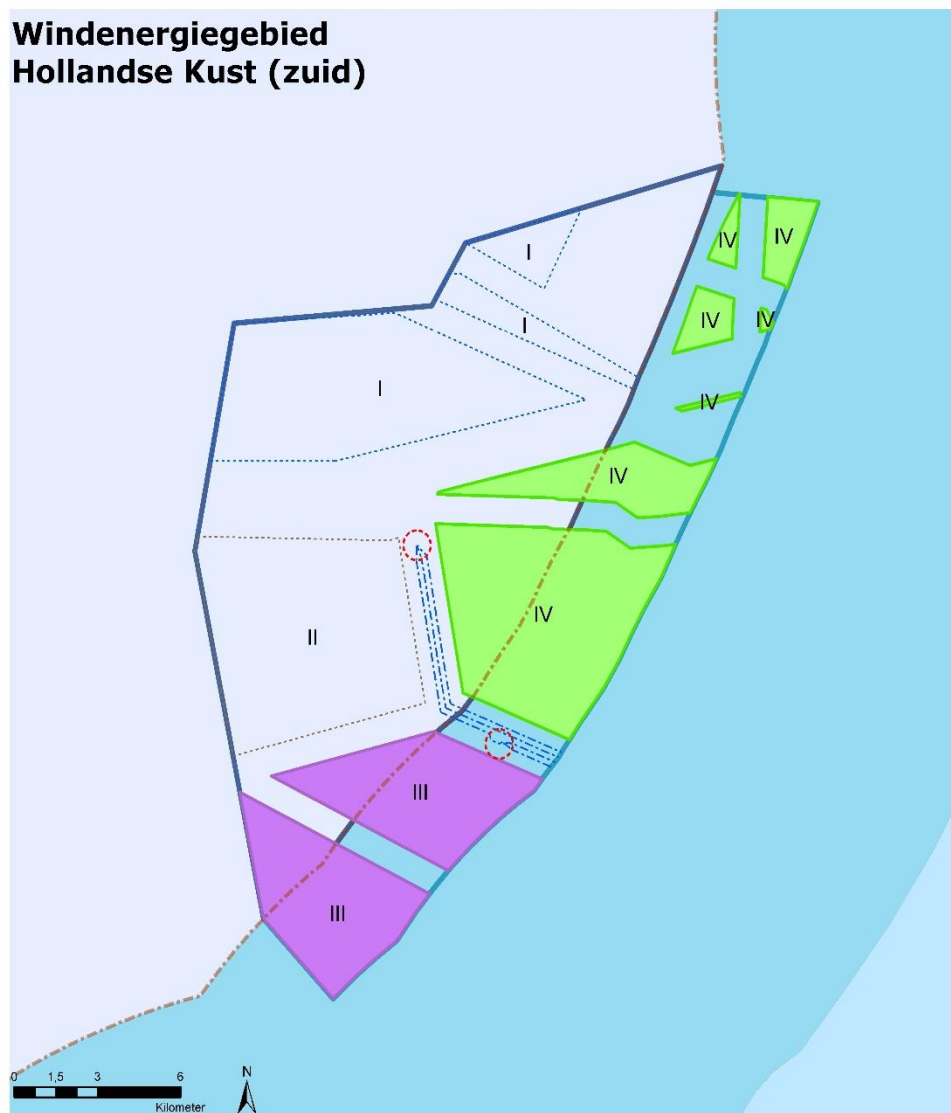 Windenergiegebied
Hollandse Kust (zuid)
I
IV
IV
I
IV
IV
I
IV
IV
IV
II
III
III
0 1,5 3 6
Kilometer
N